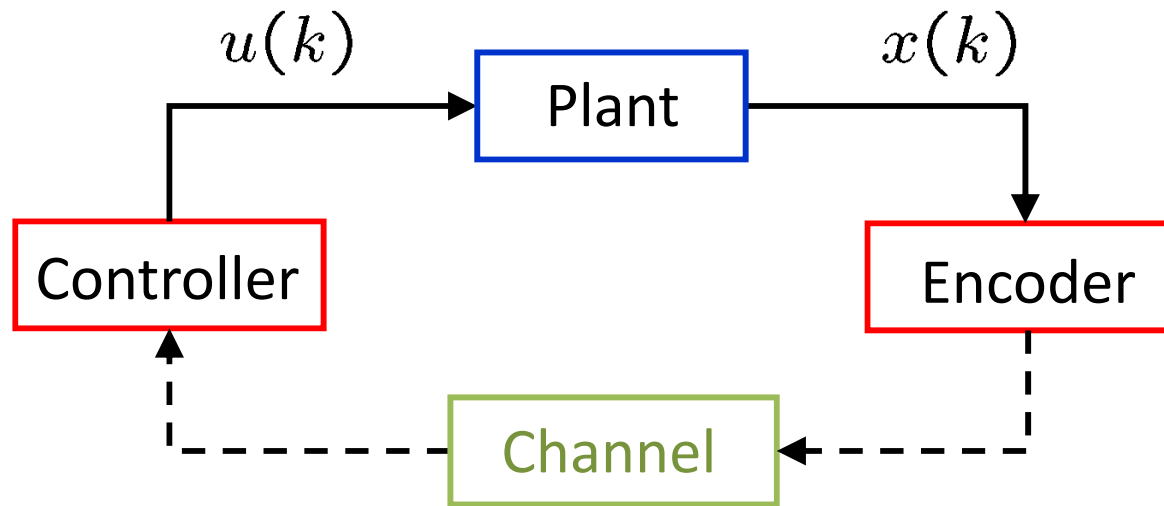 u(k)
x(k)
Plant
Controller
Encoder
Channel